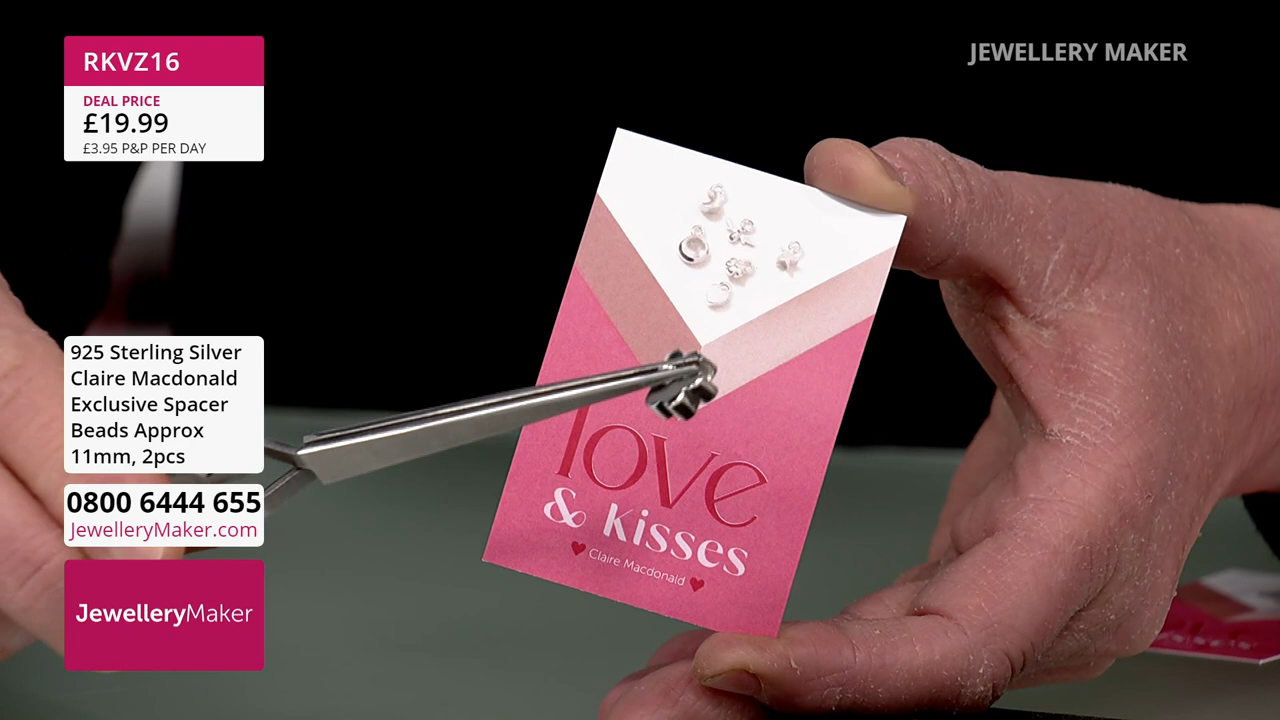 RKVZ16
DEAL PRICE
£19.99
£3.95 P&P PER DAY
JEWELLERY MAKER
925 Sterling Silver
Claire Macdonald
Exclusive Spacer
Beads Approx
11mm, 2pcs
0800 6444 655
JewelleryMaker.com
JewelleryMaker
love
& kisses
Claire Macdonald